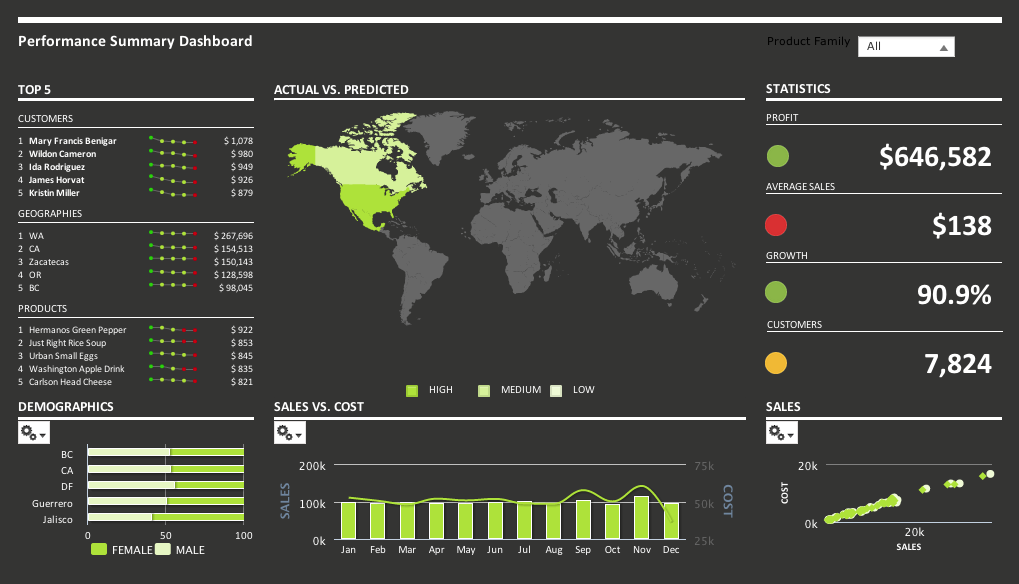 Performance Summary Dashboard
Product Family All
TOP 5
CUSTOMERS
1 Mary Francis Benigar $ 1,078
2 Wildon Cameron $ 980
3 Ida Rodriguez $ 949
4 James Horvat $ 926
5 Kristin Miller $ 879
GEOGRAPHIES
1 WA $ 267,696
2 CA $ 154,513
3 Zacatecas $ 150,143
4 OR $ 128,598
5 BC $ 98,045
PRODUCTS
1 Hermanos Green Pepper $ 922
2 Just Right Rice Soup $ 853
3 Urban Small Eggs $ 845
4 Washington Apple Drink $ 835
5 Carlson Head Cheese $ 821
ACTUAL VS. PREDICTED
HIGH MEDIUM LOW
STATISTICS
PROFIT
$646,582
AVERAGE SALES
$138
GROWTH
90.9%
CUSTOMERS
7,824
DEMOGRAPHICS
BC
CA
DF
Guerrero
Jalisco
0 50 100
FEMALE MALE
SALES VS. COST
200k 75k
SALES
100k 50k
COST
0k 25k
Jan Feb Mar Apr May Jun Jul Aug Sep Oct Nov Dec
SALES
20k
COST
0k
20k
SALES